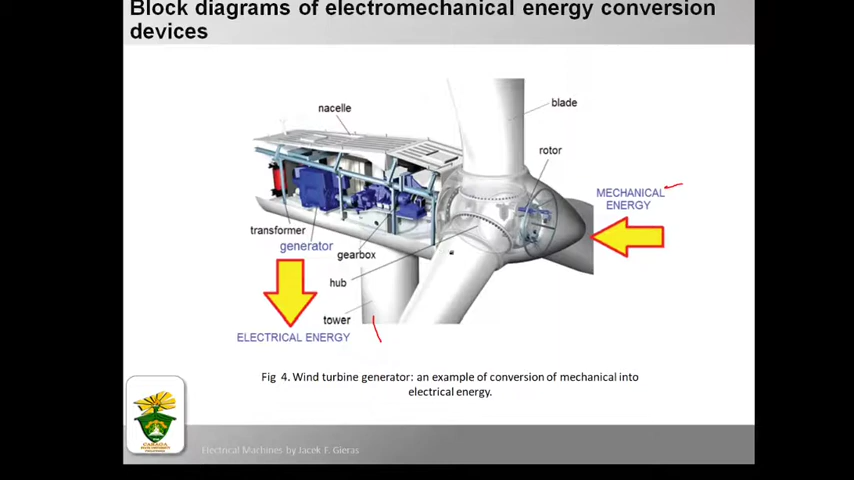 Block diagrams of electromechanical energy conversion
devices
nacelle
blade
rotor
MECHANICAL
ENERGY
transformer
generator
gearbox
hub
tower
ELECTRICAL ENERGY
Fig 4. Wind turbine generator: an example of conversion of mechanical into
electrical energy.
CARAGA
Electrical Machines by Jacek F. Gieras